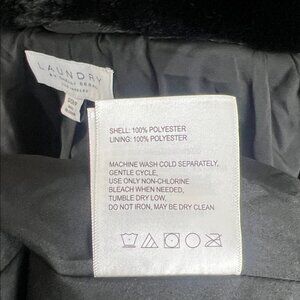 LAUNDRY
SHELL: 100% POLYESTER
LINING: 100% POLYESTER
MACHINE WASH COLD SEPARATELY,
GENTLE CYCLE,
USE ONLY NON-CHLORINE
BLEACH WHEN NEEDED,
TUMBLE DRY LOW,
DO NOT IRON, MAY BE DRY CLEAN